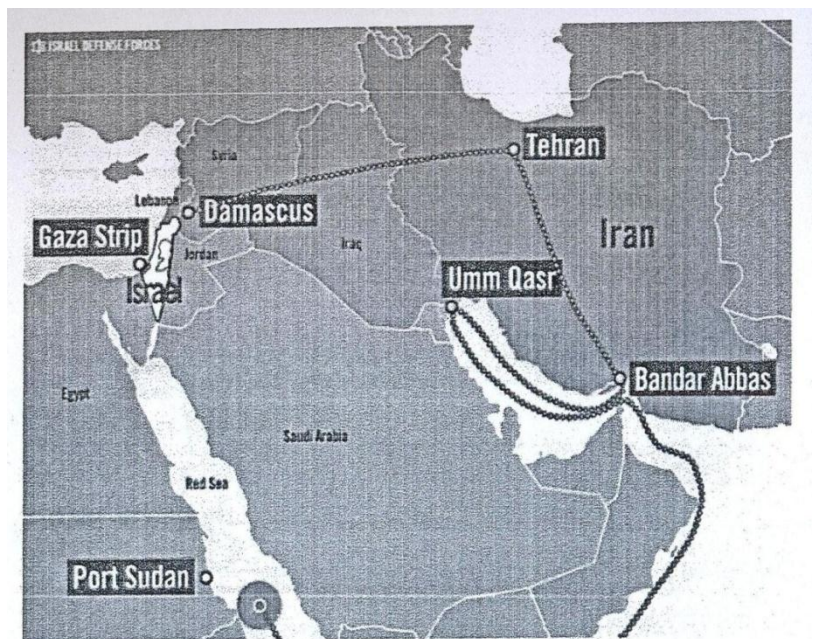 ISRAEL DEFENSE FORCES
Tehran
Syria
Lebanon
Damascus
Gaza Strip
Jordan
Iraq
Iran
Israel
Umm Qasr
Bandar Abbas
Egypt
Saudi Arabia
Red Sea
Port Sudan